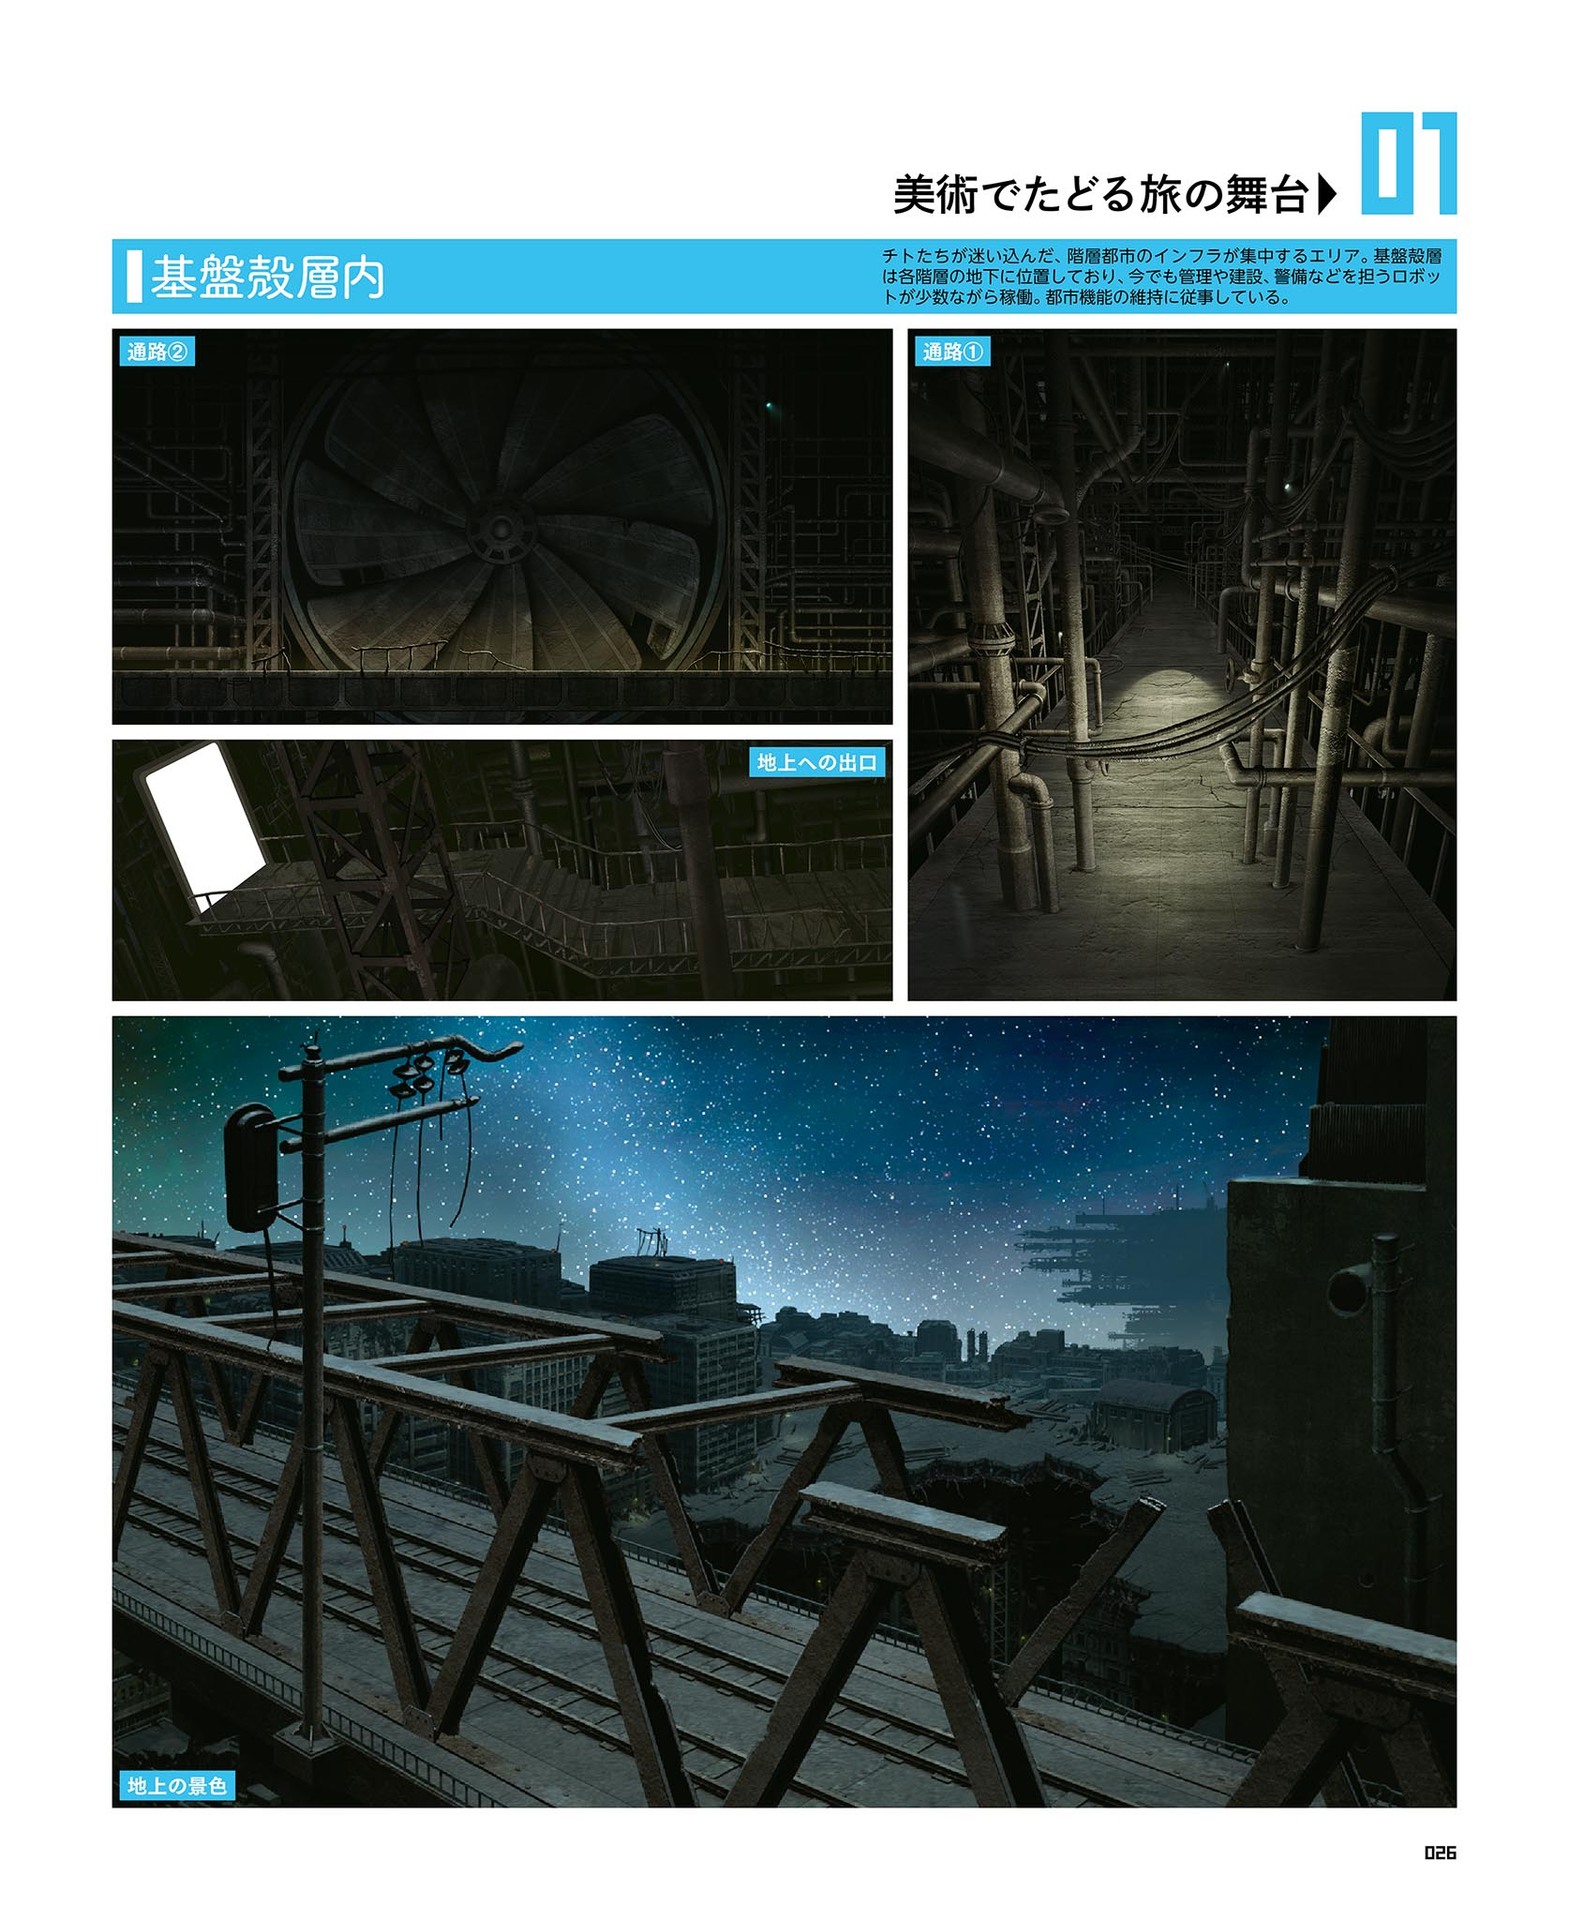 01
美術でたどる旅の舞台▶
基盤殻層内
チトたちが迷い込んだ、階層都市のインフラが集中するエリア。基盤殻層
は各階層の地下に位置しており、今でも管理や建設、警備などを担うロボッ
トが少数ながら稼働。都市機能の維持に従事している。
通路①
通路②
地上への出口
地上の景色
026